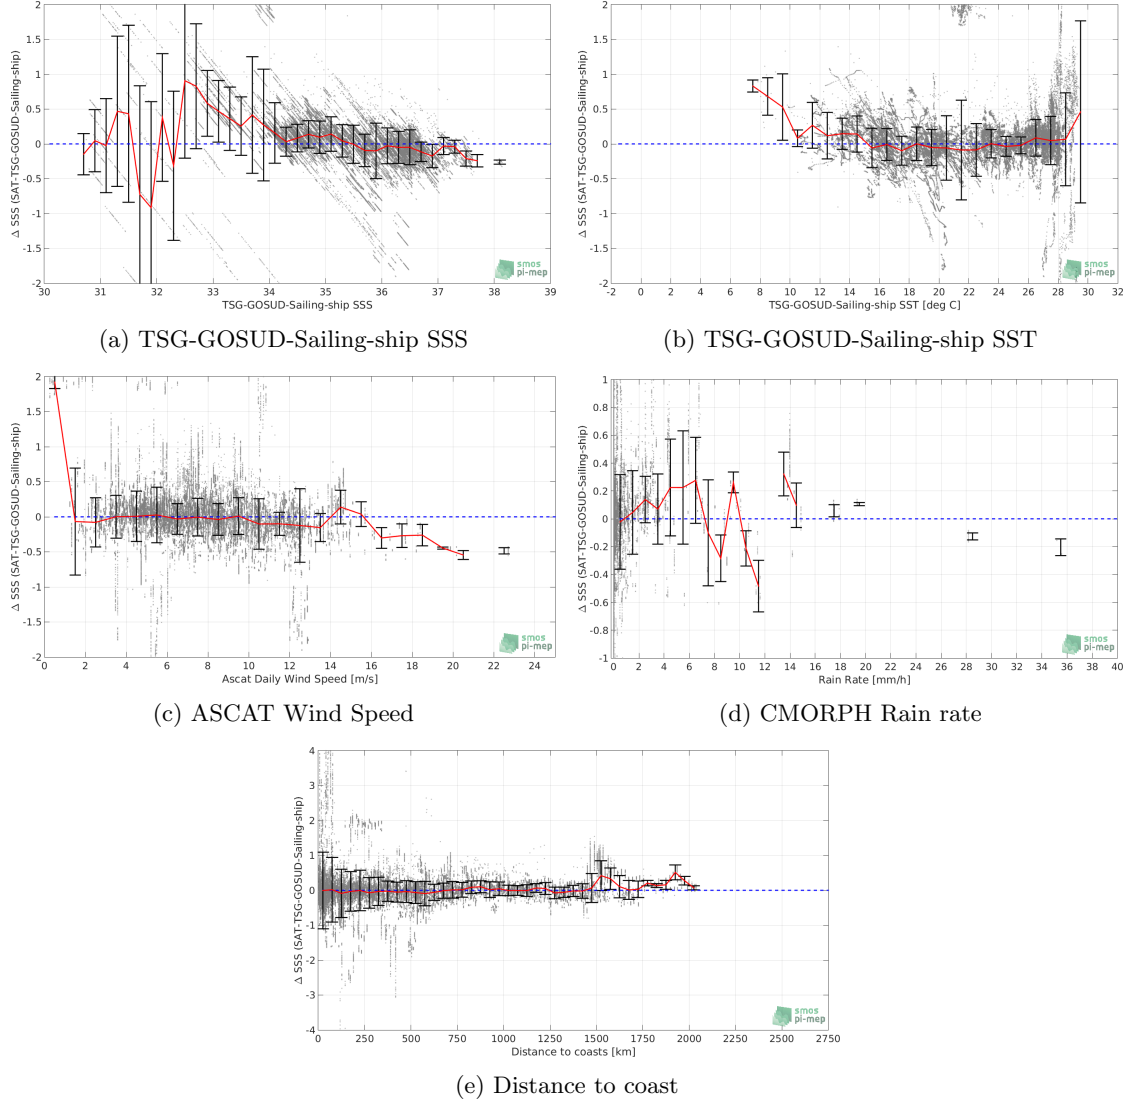 Δ SSS (SAT-TSG-GOSUD-Sailing-ship)
2
1.5
1
0.5
0
-0.5
-1
-1.5
-2
30 31 32 33 34 35 36 37 38 39
TSG-GOSUD-Sailing-ship SSS
smos
pi-mep
(a) TSG-GOSUD-Sailing-ship SSS
Δ SSS (SAT-TSG-GOSUD-Sailing-ship)
2
1.5
1
0.5
0
-0.5
-1
-1.5
-2
-2 0 2 4 6 8 10 12 14 16 18 20 22 24 26 28 30 32
TSG-GOSUD-Sailing-ship SST [deg C]
smos
pi-mep
(b) TSG-GOSUD-Sailing-ship SST
Δ SSS (SAT-TSG-GOSUD-Sailing-ship)
2
1.5
1
0.5
0
-0.5
-1
-1.5
-2
0 2 4 6 8 10 12 14 16 18 20 22 24
Ascat Daily Wind Speed [m/s]
smos
pi-mep
(c) ASCAT Wind Speed
Δ SSS (SAT-TSG-GOSUD-Sailing-ship)
1
0.8
0.6
0.4
0.2
0
-0.2
-0.4
-0.6
-0.8
-1
0 2 4 6 8 10 12 14 16 18 20 22 24 26 28 30 32 34 36 38 40
Rain Rate [mm/h]
smos
pi-mep
(d) CMORPH Rain rate
Δ SSS (SAT-TSG-GOSUD-Sailing-ship)
4
3
2
1
0
-1
-2
-3
-4
0 250 500 750 1000 1250 1500 1750 2000 2250 2500 2750
Distance to coasts [km]
smos
pi-mep
(e) Distance to coast